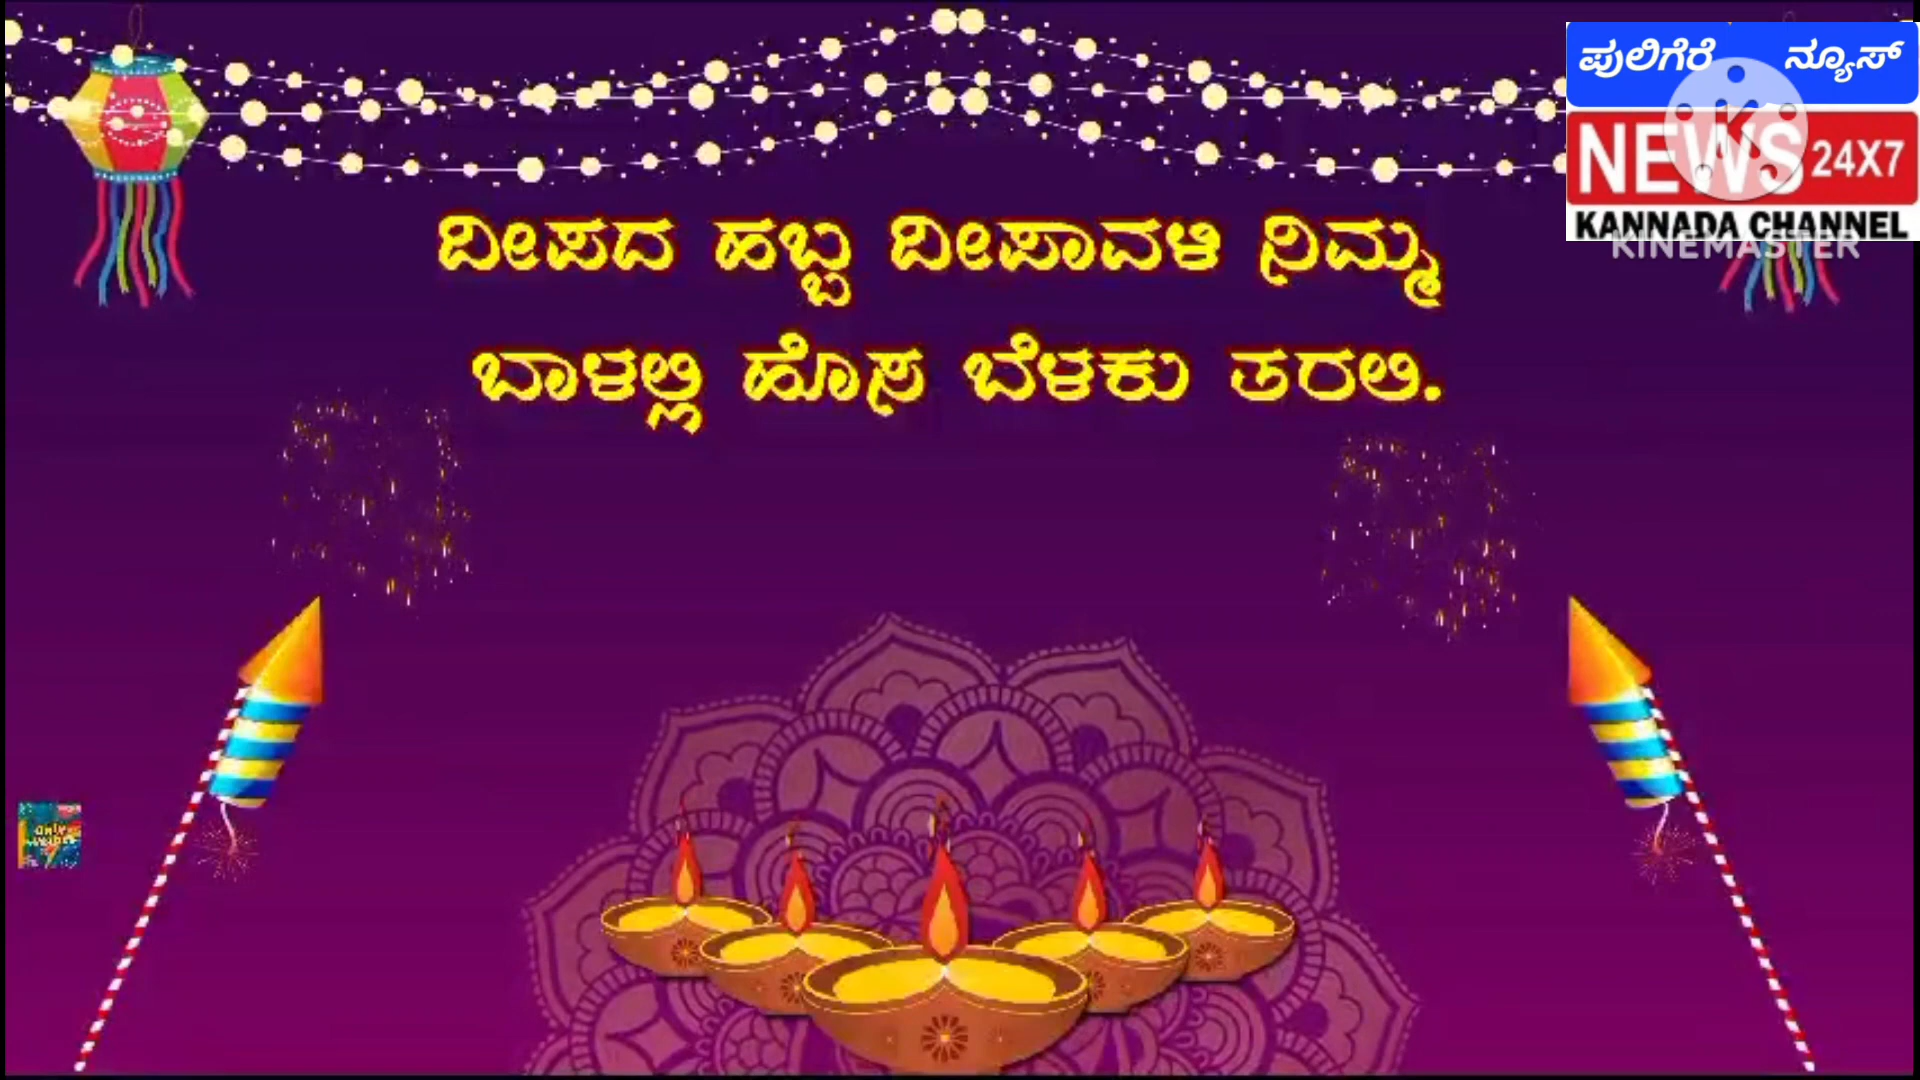 ಪುಲಿಗೆರೆ ನ್ಯೂಸ್
NEWS 24X7
KANNADA CHANNEL
KINEMASTER
ದೀಪದ ಹಬ್ಬ ದೀಪಾವಳಿ ನಿಮ್ಮ
ಬಾಳಲ್ಲಿ ಹೊಸ ಬೆಳಕು ತರಲಿ.